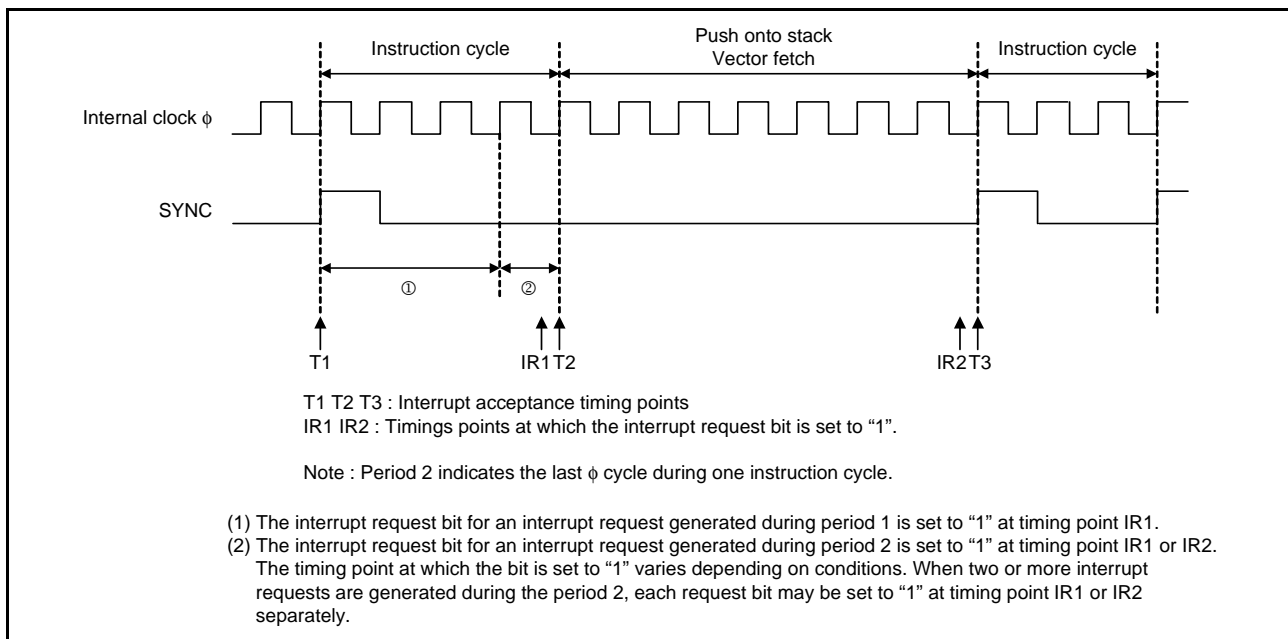 Instruction cycle
Push onto stack
Vector fetch
Instruction cycle
Internal clock ϕ
SYNC
①
②
T1
IR1 T2
IR2 T3
T1 T2 T3 : Interrupt acceptance timing points
IR1 IR2 : Timings points at which the interrupt request bit is set to “1”.
Note : Period 2 indicates the last ϕ cycle during one instruction cycle.
(1) The interrupt request bit for an interrupt request generated during period 1 is set to “1” at timing point IR1.
(2) The interrupt request bit for an interrupt request generated during period 2 is set to “1” at timing point IR1 or IR2.
The timing point at which the bit is set to “1” varies depending on conditions. When two or more interrupt
requests are generated during the period 2, each request bit may be set to “1” at timing point IR1 or IR2
separately.